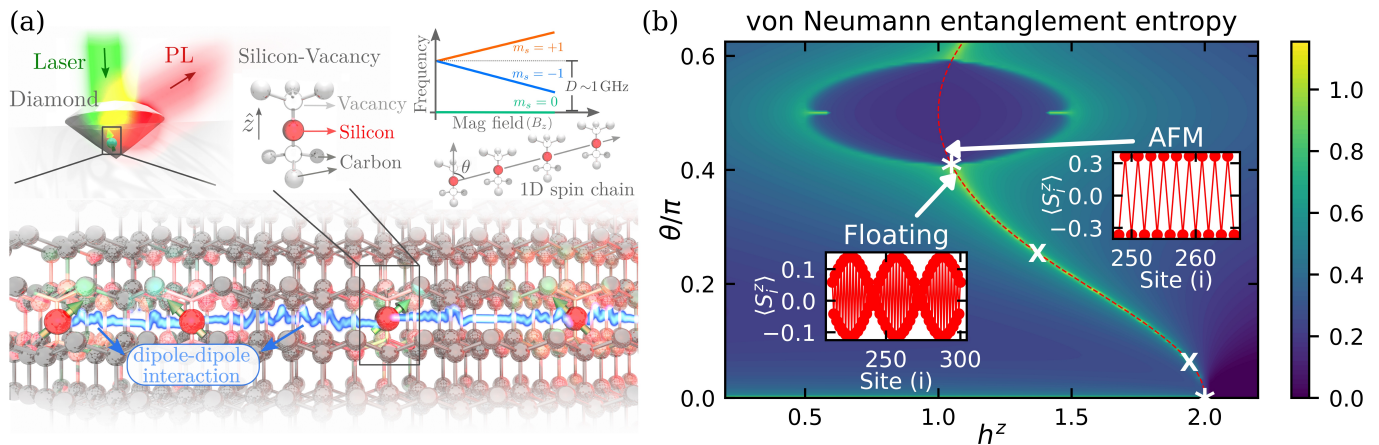 (a)
Laser
PL
Diamond
Silicon-Vacancy
ẑ
Vacancy
Silicon
Carbon
Frequency
m_s = +1
m_s = −1
m_s = 0
D ~1 GHz
Mag field (B_z)
θ
1D spin chain
dipole-dipole
interaction
(b)
von Neumann entanglement entropy
θ/π
0.6
0.4
0.2
0.0
0.5
1.0
1.5
2.0
h^z
AFM
⟨S_i^z⟩
0.3
0.0
−0.3
250
260
Site (i)
Floating
⟨S_i^z⟩
0.1
0.0
−0.1
250
300
Site (i)
1.0
0.8
0.6
0.4
0.2
0.0